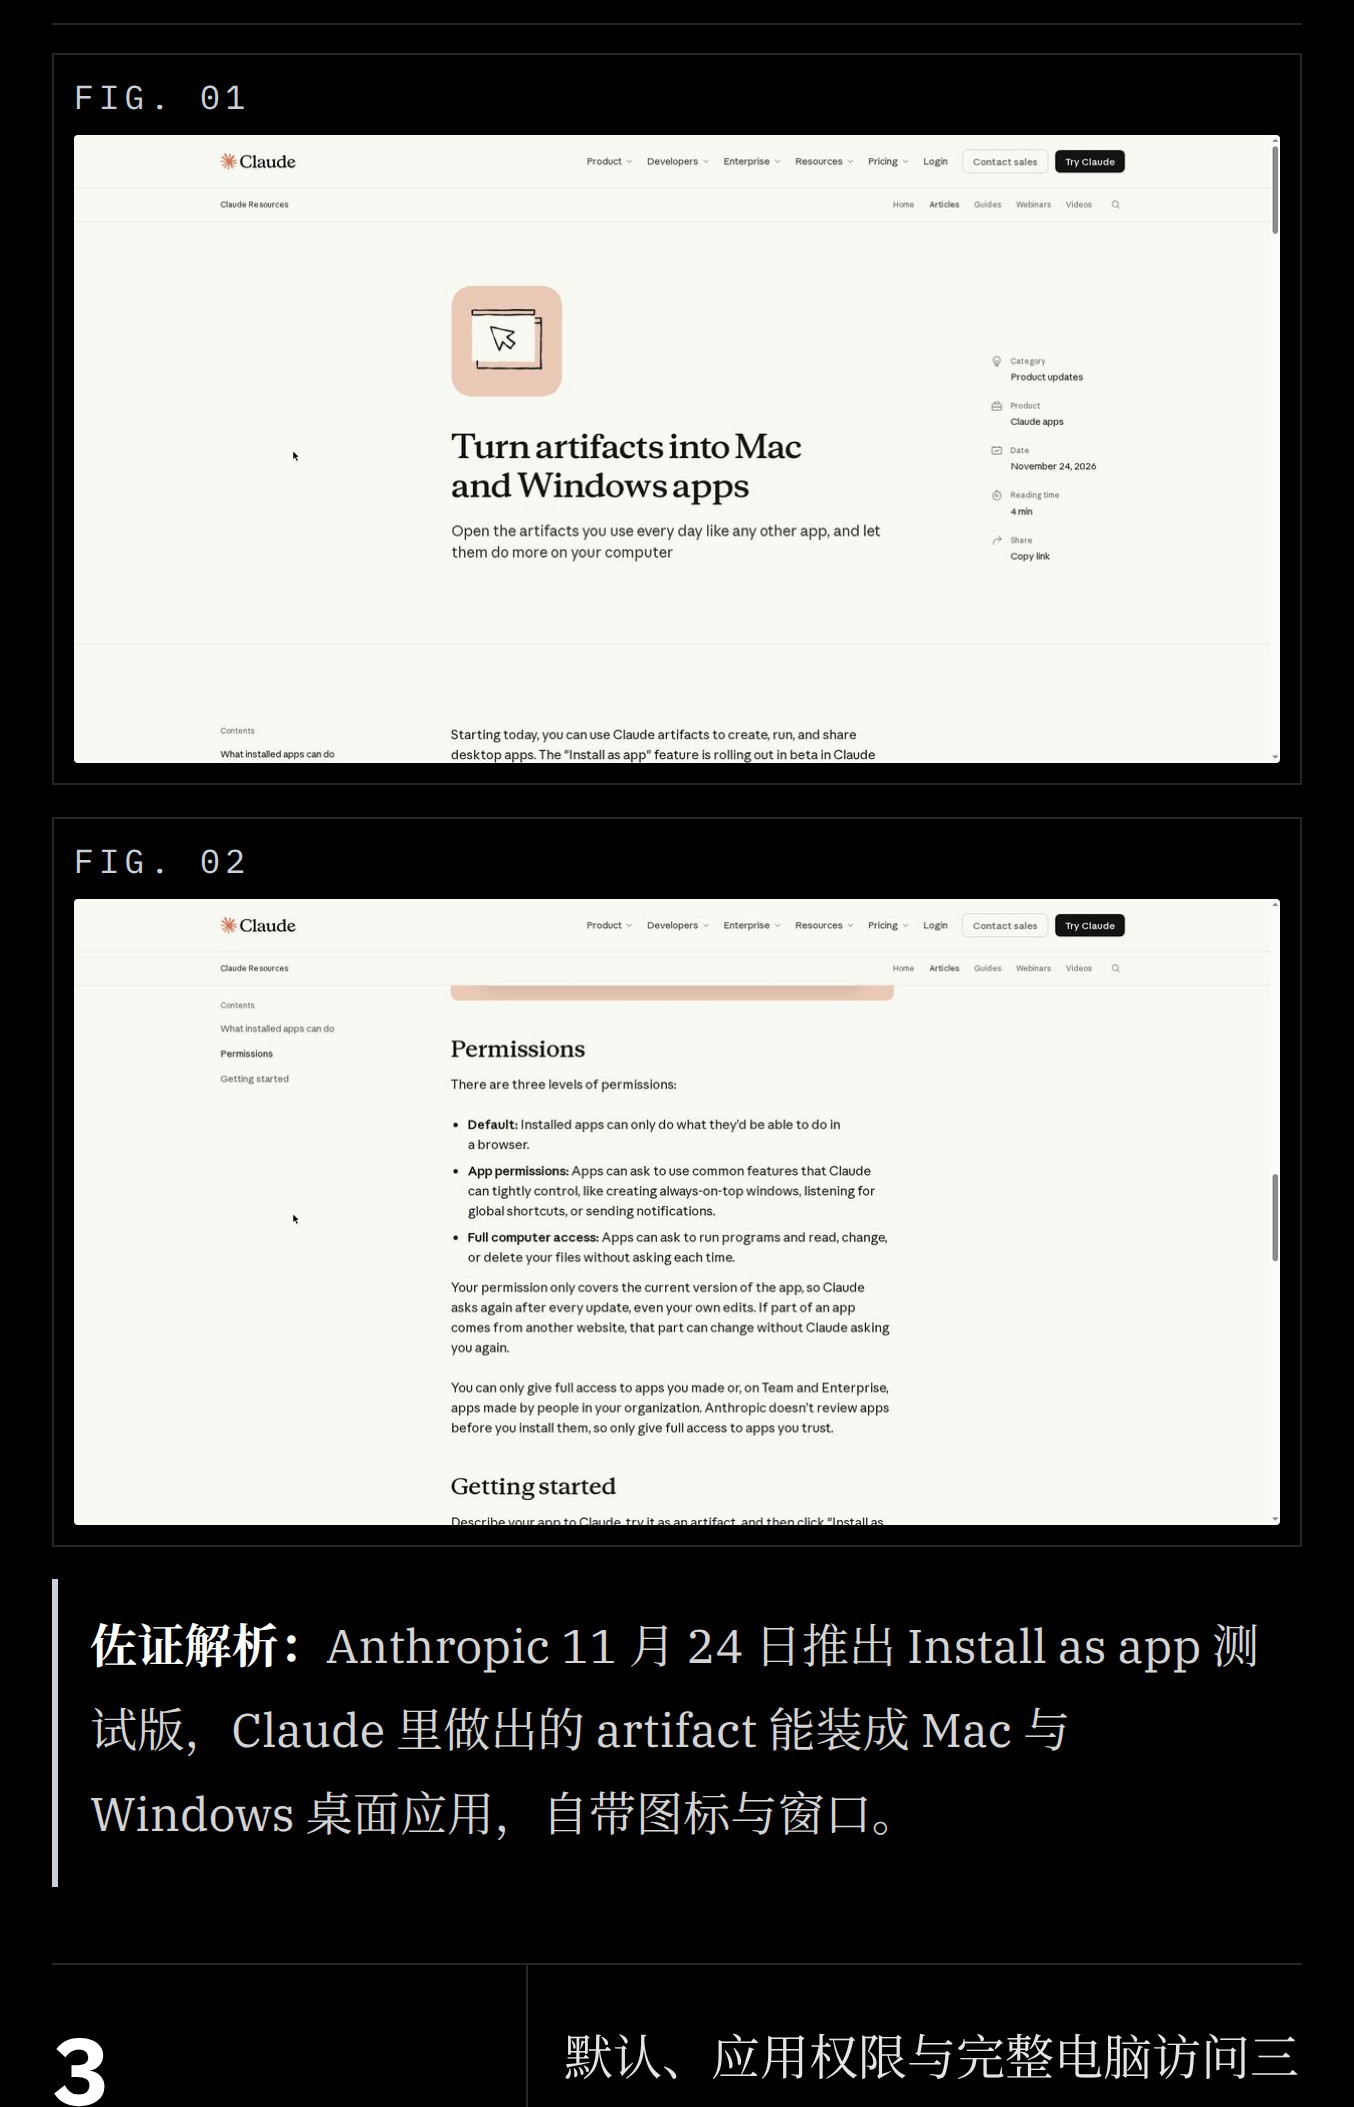 FIG. 01
Claude
Product Developers Enterprise Resources Pricing Login Contact sales Try Claude
Claude Resources
Home Articles Guides Webinars Videos
Category
Product updates
Product
Claude apps
Date
November 24, 2026
Reading time
4 min
Share
Copy link
Turn artifacts into Mac
and Windows apps
Open the artifacts you use every day like any other app, and let
them do more on your computer
Contents
What installed apps can do
Starting today, you can use Claude artifacts to create, run, and share
desktop apps. The "Install as app" feature is rolling out in beta in Claude
FIG. 02
Claude
Product Developers Enterprise Resources Pricing Login Contact sales Try Claude
Claude Resources
Home Articles Guides Webinars Videos
Contents
What installed apps can do
Permissions
Getting started
Permissions
There are three levels of permissions:
• Default: Installed apps can only do what they'd be able to do in
a browser.
• App permissions: Apps can ask to use common features that Claude
can tightly control, like creating always-on-top windows, listening for
global shortcuts, or sending notifications.
• Full computer access: Apps can ask to run programs and read, change,
or delete your files without asking each time.
Your permission only covers the current version of the app, so Claude
asks again after every update, even your own edits. If part of an app
comes from another website, that part can change without Claude asking
you again.
You can only give full access to apps you made or, on Team and Enterprise,
apps made by people in your organization. Anthropic doesn't review apps
before you install them, so only give full access to apps you trust.
Getting started
Describe your app to Claude, try it as an artifact, and then click "Install as
佐证解析：Anthropic 11 月 24 日推出 Install as app 测
试版，Claude 里做出的 artifact 能装成 Mac 与
Windows 桌面应用，自带图标与窗口。
3
默认、应用权限与完整电脑访问三